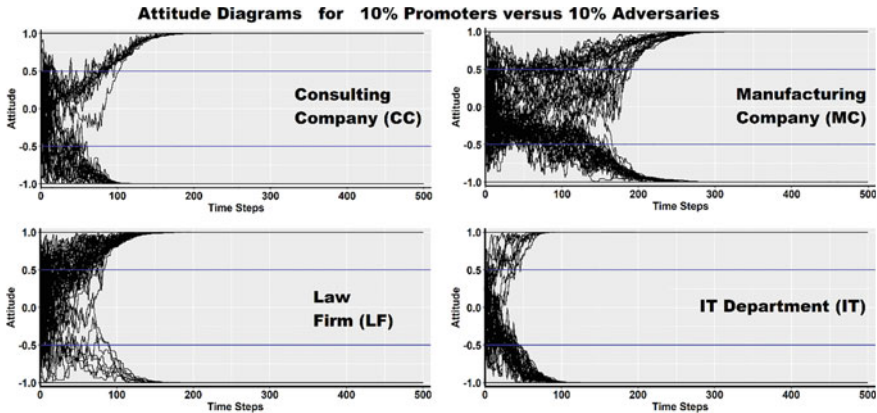 Attitude Diagrams for 10% Promoters versus 10% Adversaries
1.0
0.5
0.0
-0.5
-1.0
Attitude
Consulting
Company (CC)
0 100 200 300 400 500
Time Steps
1.0
0.5
0.0
-0.5
-1.0
Attitude
Manufacturing
Company (MC)
0 100 200 300 400 500
Time Steps
1.0
0.5
0.0
-0.5
-1.0
Attitude
Law
Firm (LF)
0 100 200 300 400 500
Time Steps
1.0
0.5
0.0
-0.5
-1.0
Attitude
IT Department (IT)
0 100 200 300 400 500
Time Steps